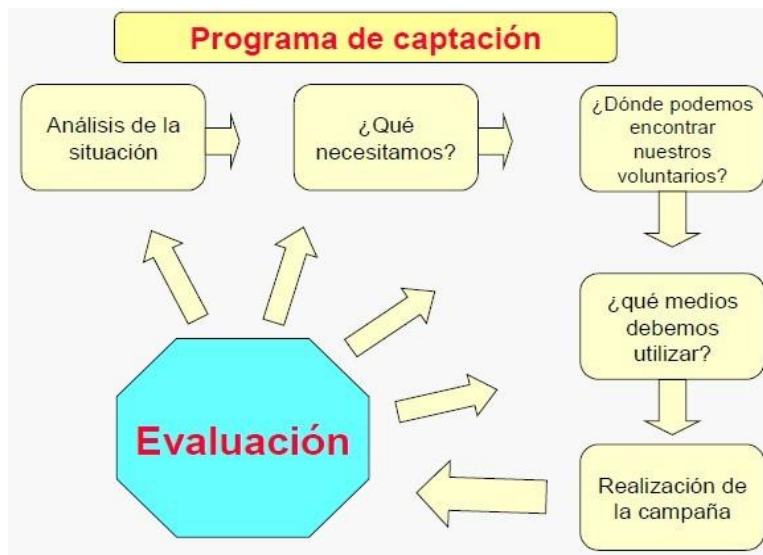 Programa de captación
Análisis de la
situación
¿Qué
necesitamos?
¿Dónde podemos
encontrar
nuestros
voluntarios?
¿qué medios
debemos
utilizar?
Realización de
la campaña
Evaluación